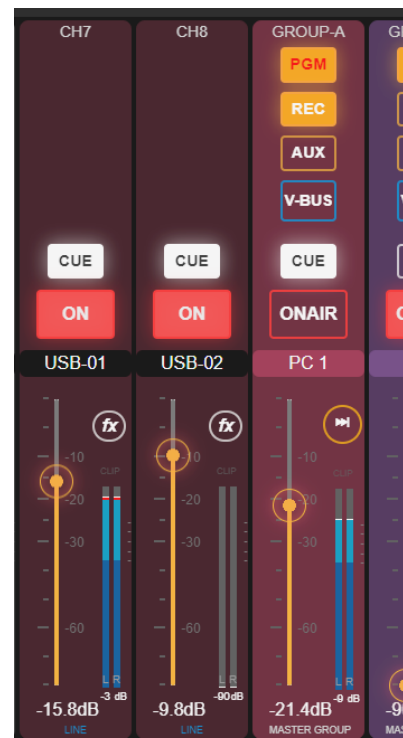 CH7 CH8 GROUP-A
PGM
REC
AUX
V-BUS
CUE CUE CUE
ON ON ONAIR
USB-01 USB-02 PC 1
fx fx
-10 -10 -10
CLIP CLIP CLIP
-20 -20 -20
-30 -30 -30
-60 -60 -60
L R L R L R
-3 dB -90dB -9 dB
-15.8dB -9.8dB -21.4dB
LINE LINE MASTER GROUP